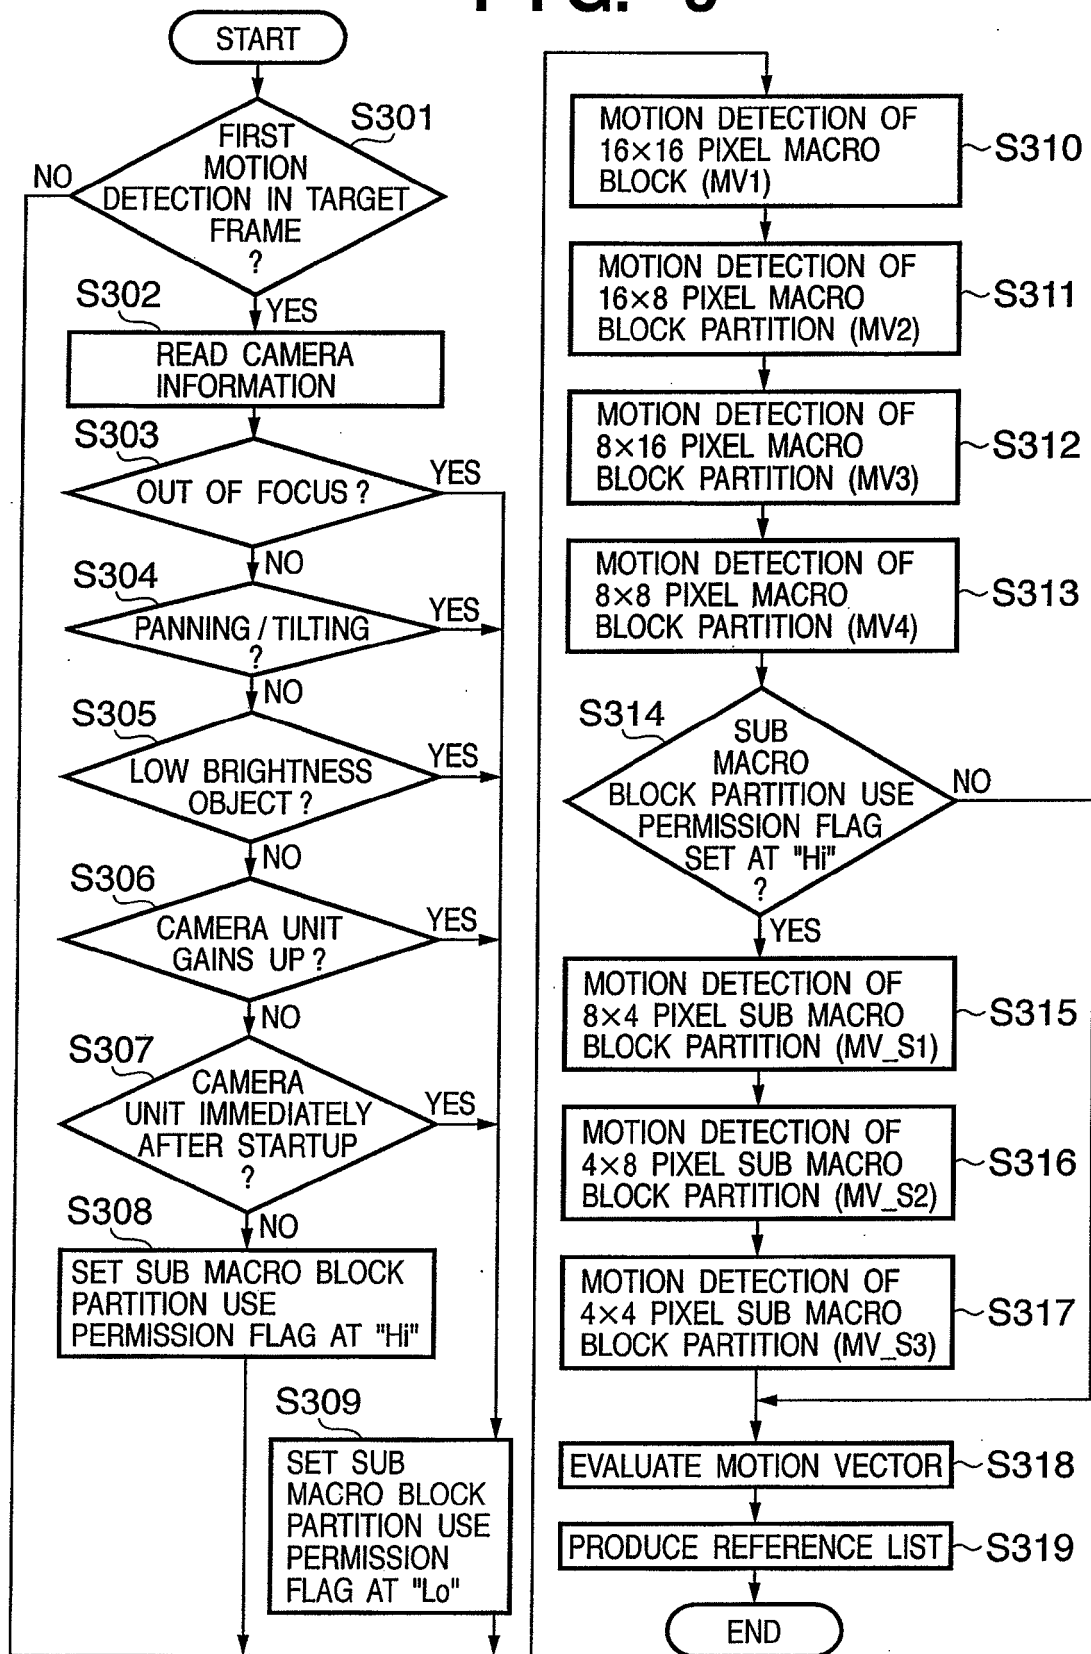 FIG.
START
S301
FIRST
MOTION
DETECTION IN TARGET
FRAME
?
NO
YES
S302
READ CAMERA
INFORMATION
S303
OUT OF FOCUS ?
YES
NO
S304
PANNING / TILTING
?
YES
NO
S305
LOW BRIGHTNESS
OBJECT ?
YES
NO
S306
CAMERA UNIT
GAINS UP ?
YES
NO
S307
CAMERA
UNIT IMMEDIATELY
AFTER STARTUP
?
YES
NO
S308
SET SUB MACRO BLOCK
PARTITION USE
PERMISSION FLAG AT "Hi"
S309
SET SUB
MACRO BLOCK
PARTITION USE
PERMISSION
FLAG AT "Lo"
MOTION DETECTION OF
16×16 PIXEL MACRO
BLOCK (MV1)
S310
MOTION DETECTION OF
16×8 PIXEL MACRO
BLOCK PARTITION (MV2)
S311
MOTION DETECTION OF
8×16 PIXEL MACRO
BLOCK PARTITION (MV3)
S312
MOTION DETECTION OF
8×8 PIXEL MACRO
BLOCK PARTITION (MV4)
S313
S314
SUB
MACRO
BLOCK PARTITION USE
PERMISSION FLAG
SET AT "Hi"
?
NO
YES
MOTION DETECTION OF
8×4 PIXEL SUB MACRO
BLOCK PARTITION (MV_S1)
S315
MOTION DETECTION OF
4×8 PIXEL SUB MACRO
BLOCK PARTITION (MV_S2)
S316
MOTION DETECTION OF
4×4 PIXEL SUB MACRO
BLOCK PARTITION (MV_S3)
S317
EVALUATE MOTION VECTOR
S318
PRODUCE REFERENCE LIST
S319
END